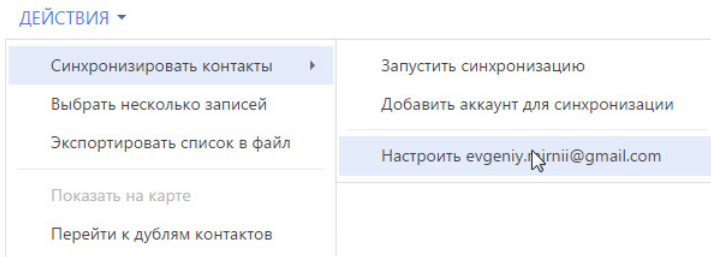 ДЕЙСТВИЯ
Синхронизировать контакты
Выбрать несколько записей
Экспортировать список в файл
Показать на карте
Перейти к дублям контактов
Запустить синхронизацию
Добавить аккаунт для синхронизации
Настроить